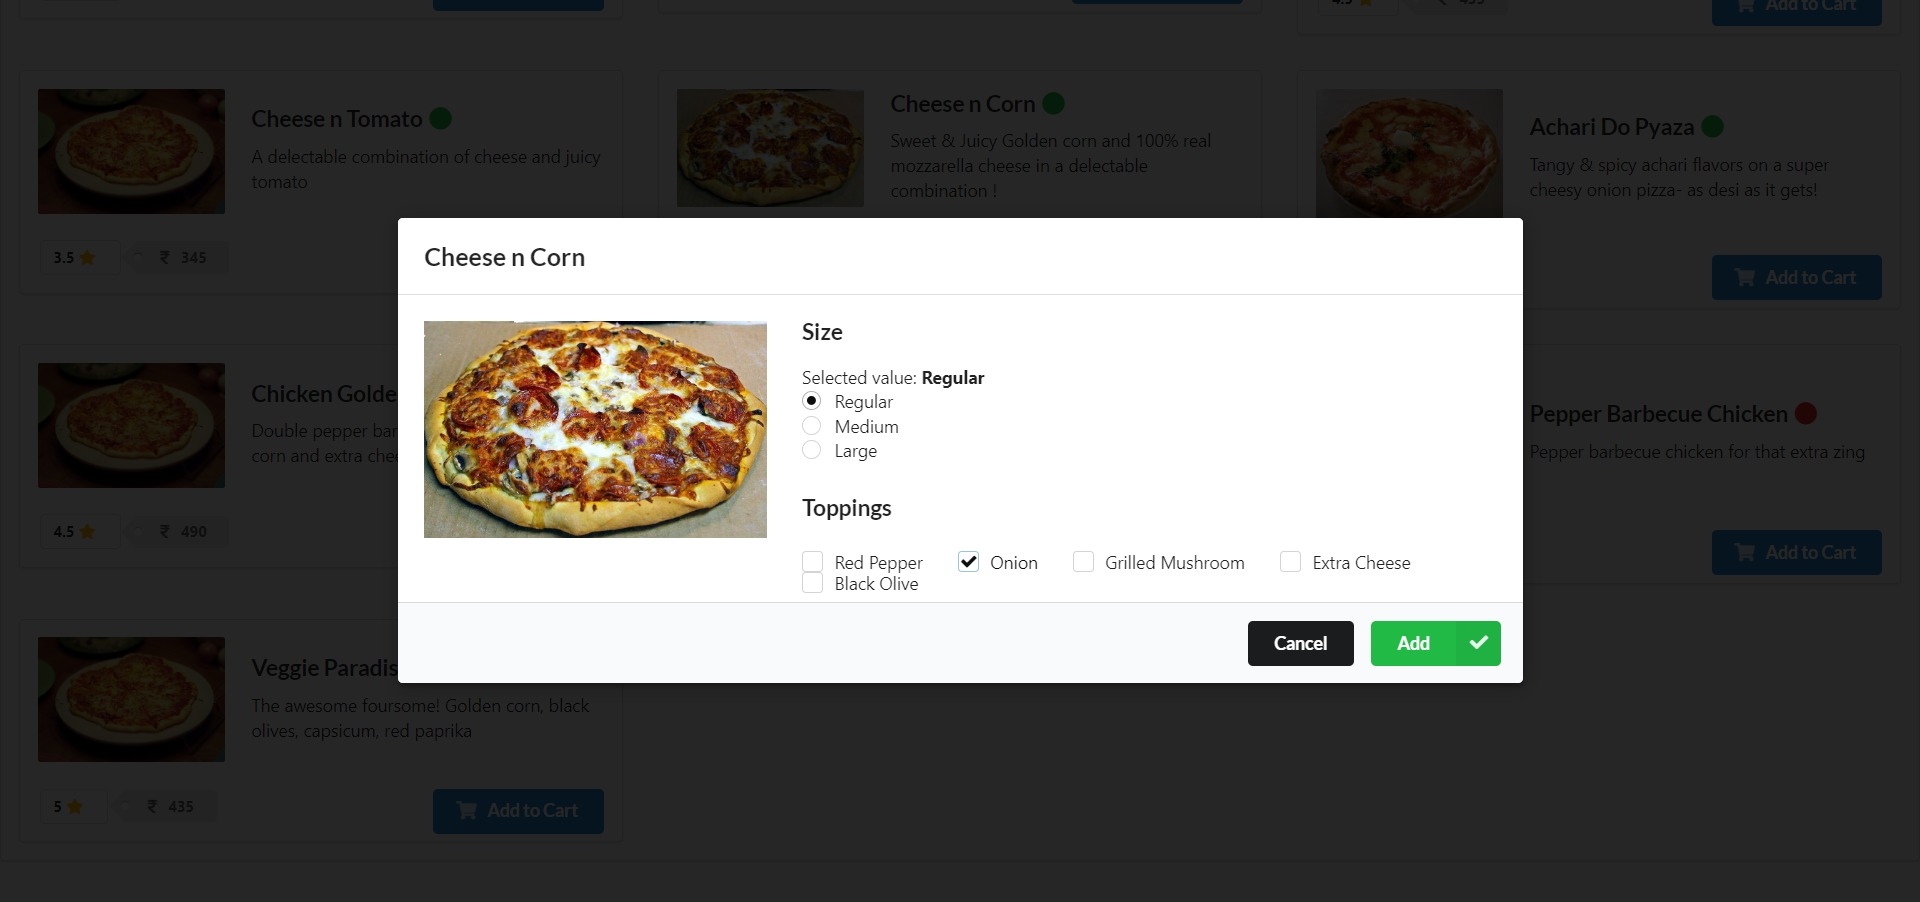 4.5
455
Add to Cart
Cheese n Tomato
A delectable combination of cheese and juicy
tomato
3.5
₹ 345
Cheese n Corn
Sweet & Juicy Golden corn and 100% real
mozzarella cheese in a delectable
combination !
Achari Do Pyaza
Tangy & spicy achari flavors on a super
cheesy onion pizza- as desi as it gets!
Add to Cart
Cheese n Corn
Size
Selected value: Regular
Regular
Medium
Large
Toppings
Red Pepper
Onion
Grilled Mushroom
Extra Cheese
Black Olive
Cancel
Add
Chicken Golde
Double pepper bar
corn and extra chee
4.5
₹ 490
Pepper Barbecue Chicken
Pepper barbecue chicken for that extra zing
Add to Cart
Veggie Paradis
The awesome foursome! Golden corn, black
olives, capsicum, red paprika
5
₹ 435
Add to Cart